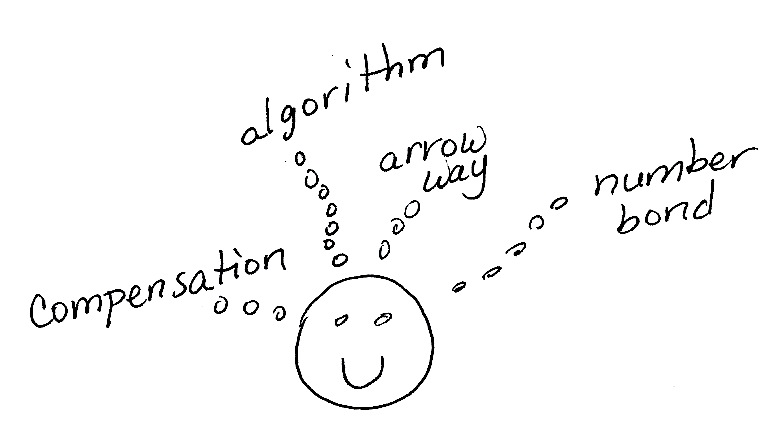 algorithm
arrow
way
number
bond
Compensation